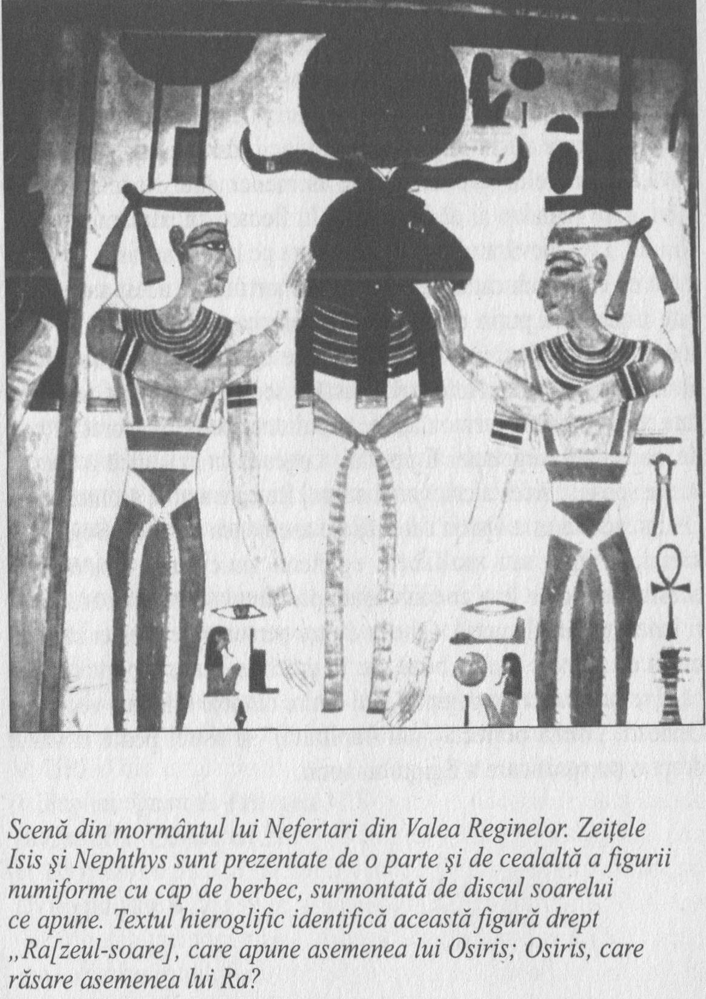 Scenă din mormântul lui Nefertari din Valea Reginelor. Zeițele
Isis şi Nephthys sunt prezentate de o parte şi de cealaltă a figurii
numiforme cu cap de berbec, surmontată de discul soarelui
ce apune. Textul hieroglific identifică această figură drept
„Ra[zeul-soare], care apune asemenea lui Osiris; Osiris, care
răsare asemenea lui Ra?